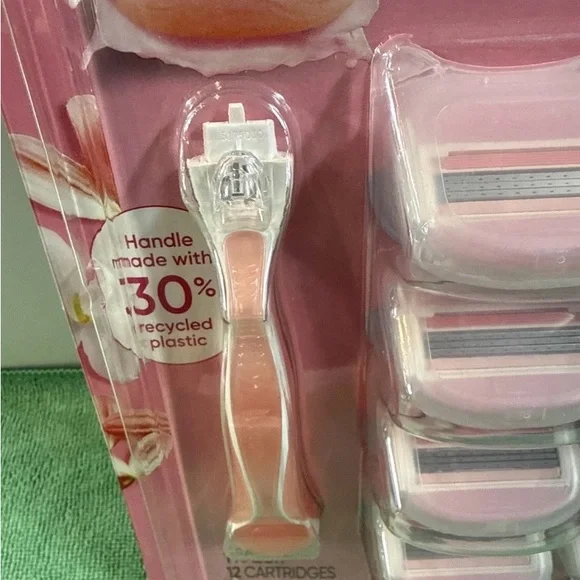 Handle
made with
30%
recycled
plastic
12 CARTRIDGES